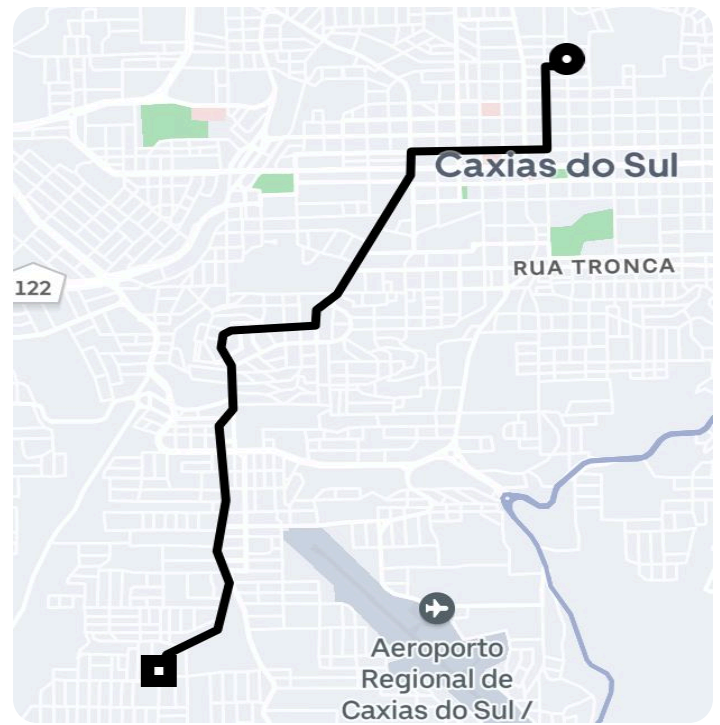 Caxias do Sul
RUA TRONCA
122
Aeroporto
Regional de
Caxias do Sul /